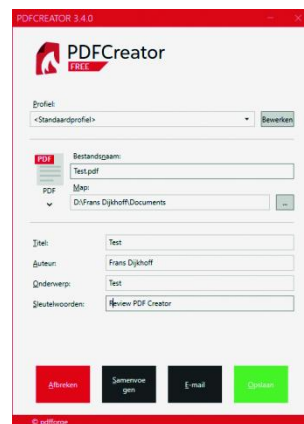 PDFCREATOR 3.4.0
PDFCreator
FREE
Profiel:
<Standaardprofiel>
Bewerken
PDF
PDF
Bestandsnaam:
Test.pdf
Map:
D:\Frans Dijkhoff\Documents
...
Titel:
Test
Auteur:
Frans Dijkhoff
Onderwerp:
Test
Sleutelwoorden:
Review PDF Creator
Afbreken
Samenvoe
gen
E-mail
Opslaan
© pdfforge